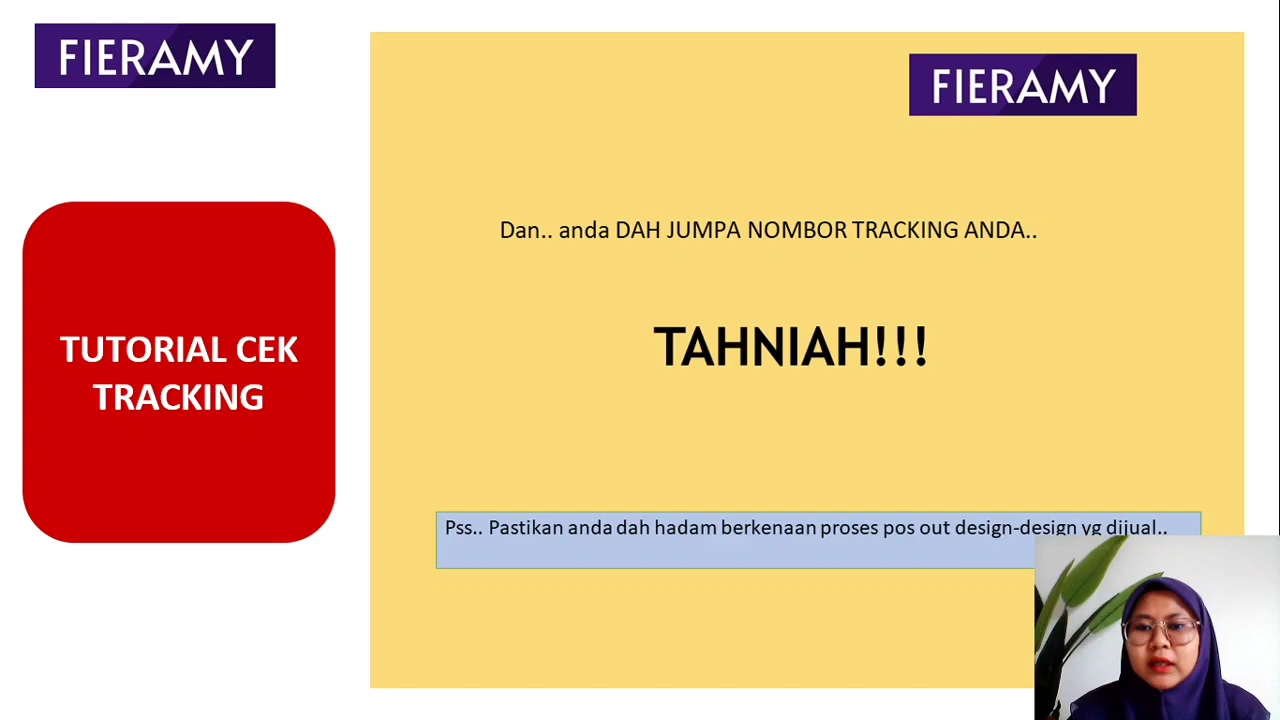 FIERAMY
TUTORIAL CEK
TRACKING
FIERAMY
Dan.. anda DAH JUMPA NOMBOR TRACKING ANDA..
TAHNIAH!!!
Pss.. Pastikan anda dah hadam berkenaan proses pos out design-design yg dijual..